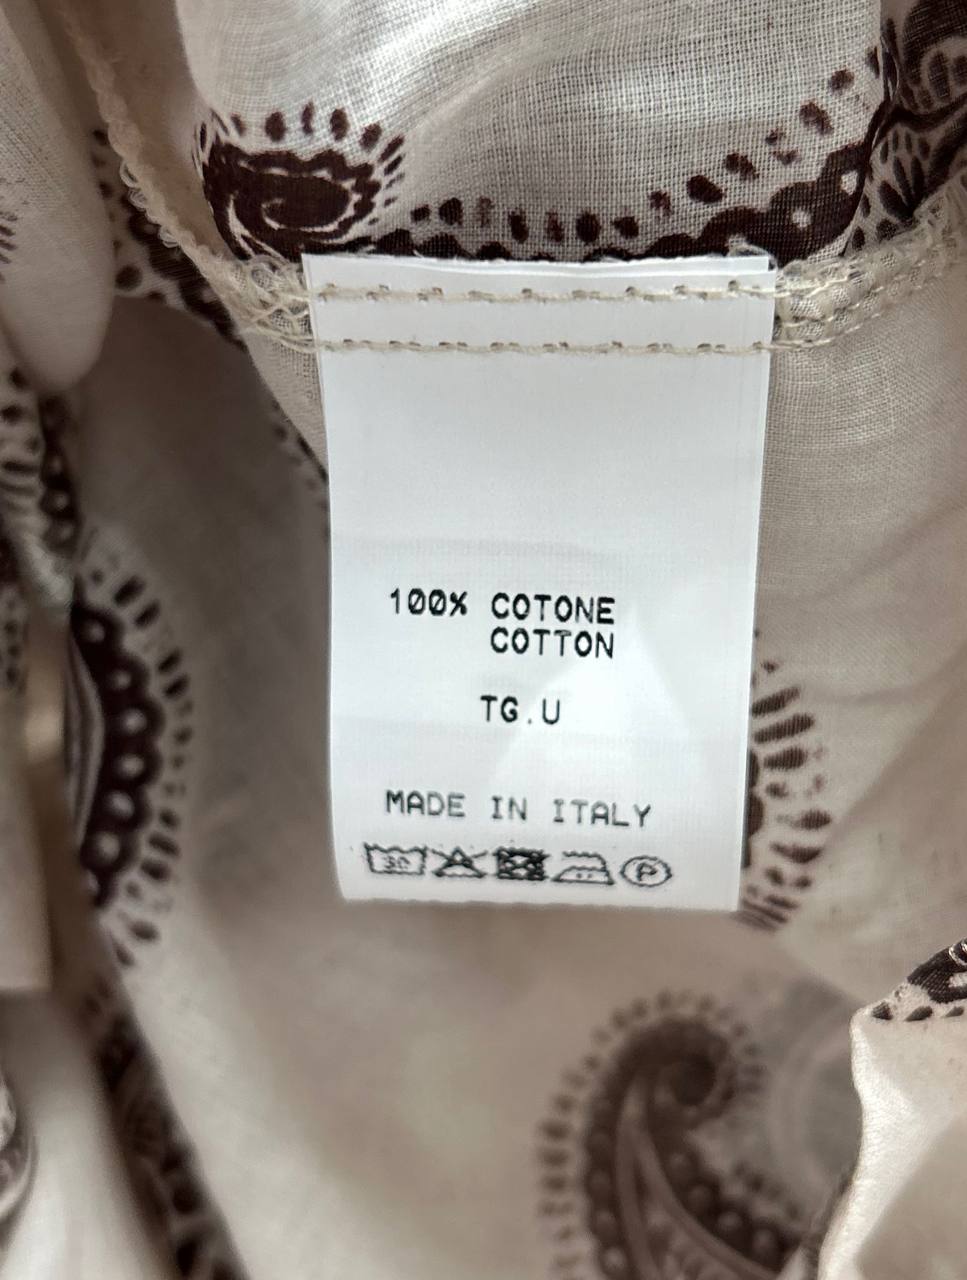 100% COTONE
COTTON
TG.U
MADE IN ITALY
30 P